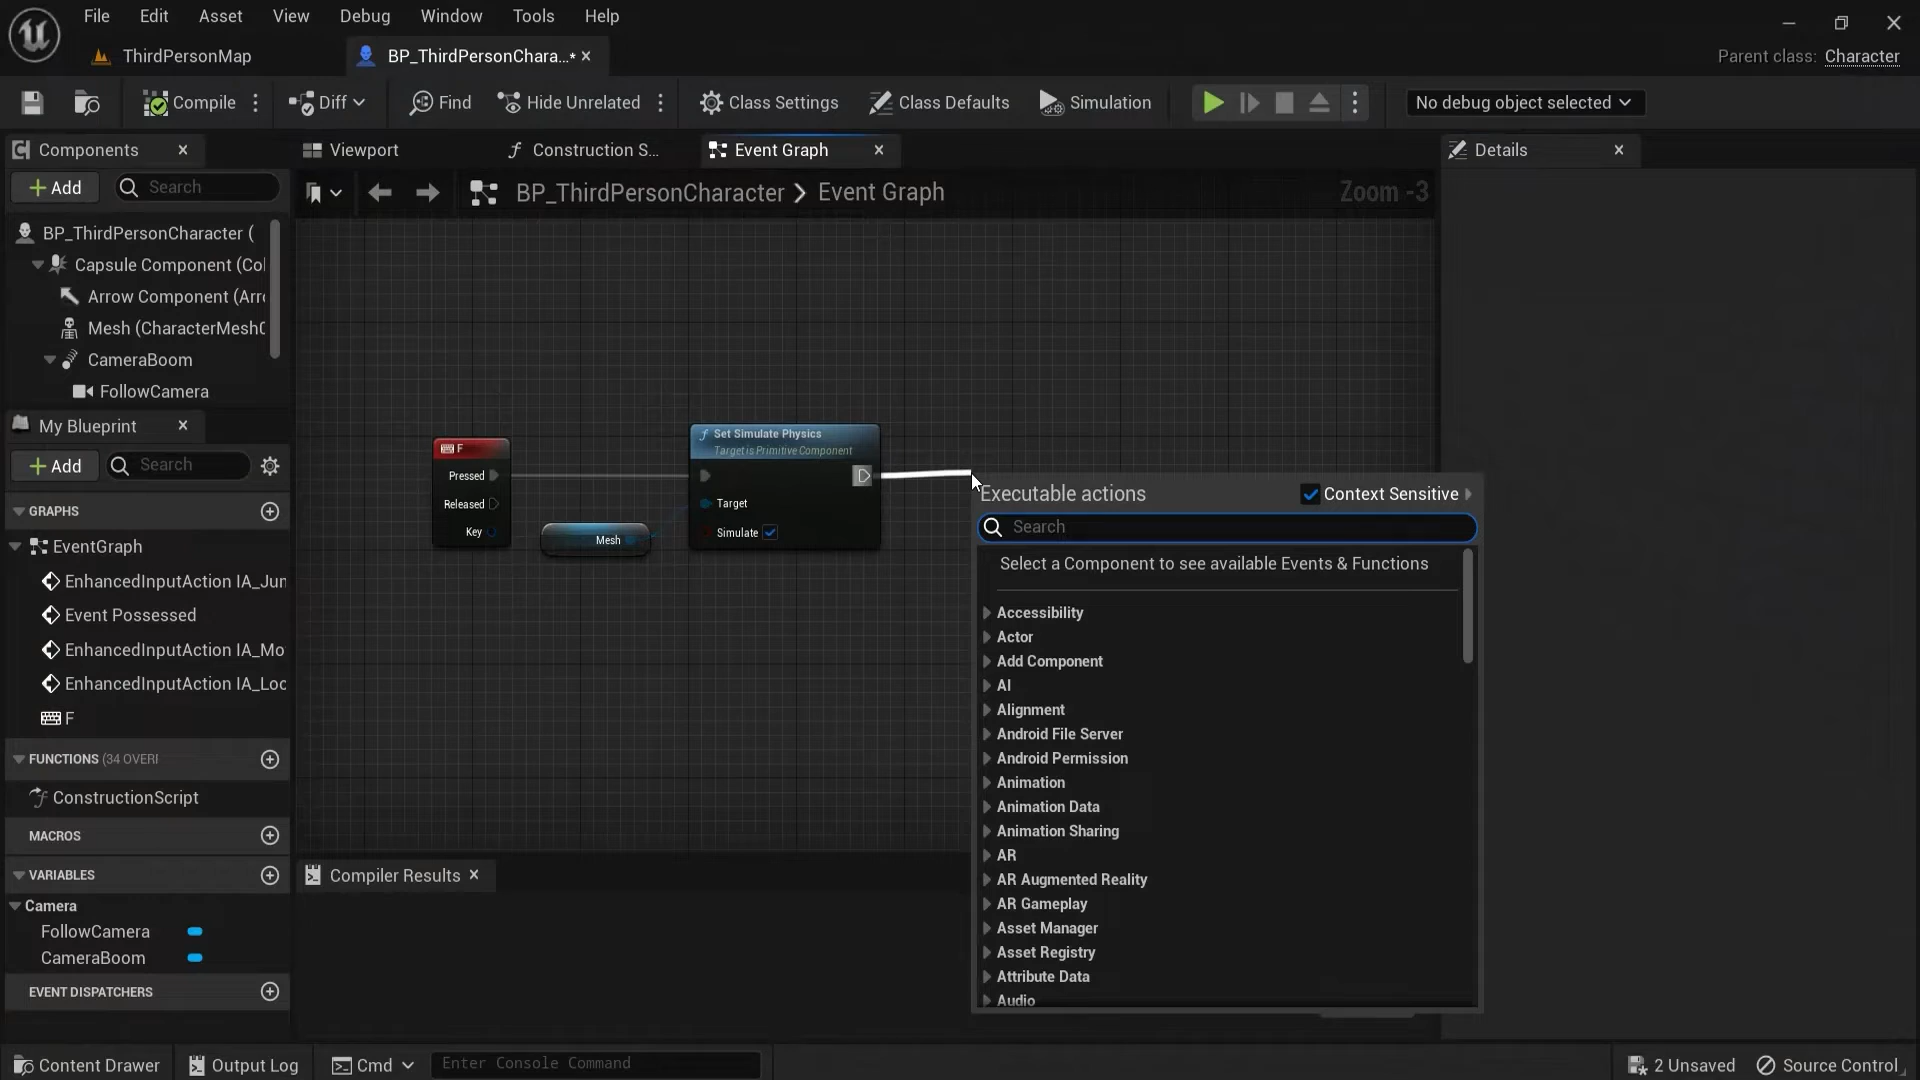 File Edit Asset View Debug Window Tools Help
ThirdPersonMap
BP_ThirdPersonChara...*
Parent class: Character
Compile
Diff
Find
Hide Unrelated
Class Settings
Class Defaults
Simulation
No debug object selected
Components
Viewport
Construction S...
Event Graph
Details
Add
Search
BP_ThirdPersonCharacter > Event Graph
Zoom -3
BP_ThirdPersonCharacter (
Capsule Component (Col
Arrow Component (Arro
Mesh (CharacterMesh0
CameraBoom
FollowCamera
My Blueprint
Add
Search
GRAPHS
EventGraph
EnhancedInputAction IA_Jun
Event Possessed
EnhancedInputAction IA_Mo
EnhancedInputAction IA_Loo
F
FUNCTIONS (34 OVERI
ConstructionScript
MACROS
VARIABLES
Camera
FollowCamera
CameraBoom
EVENT DISPATCHERS
F
Pressed
Released
Key
Mesh
Set Simulate Physics
Target is Primitive Component
Target
Simulate
Executable actions
Context Sensitive
Search
Select a Component to see available Events & Functions
Accessibility
Actor
Add Component
AI
Alignment
Android File Server
Android Permission
Animation
Animation Data
Animation Sharing
AR
AR Augmented Reality
AR Gameplay
Asset Manager
Asset Registry
Attribute Data
Audio
Compiler Results
Content Drawer
Output Log
Cmd
Enter Console Command
2 Unsaved
Source Control